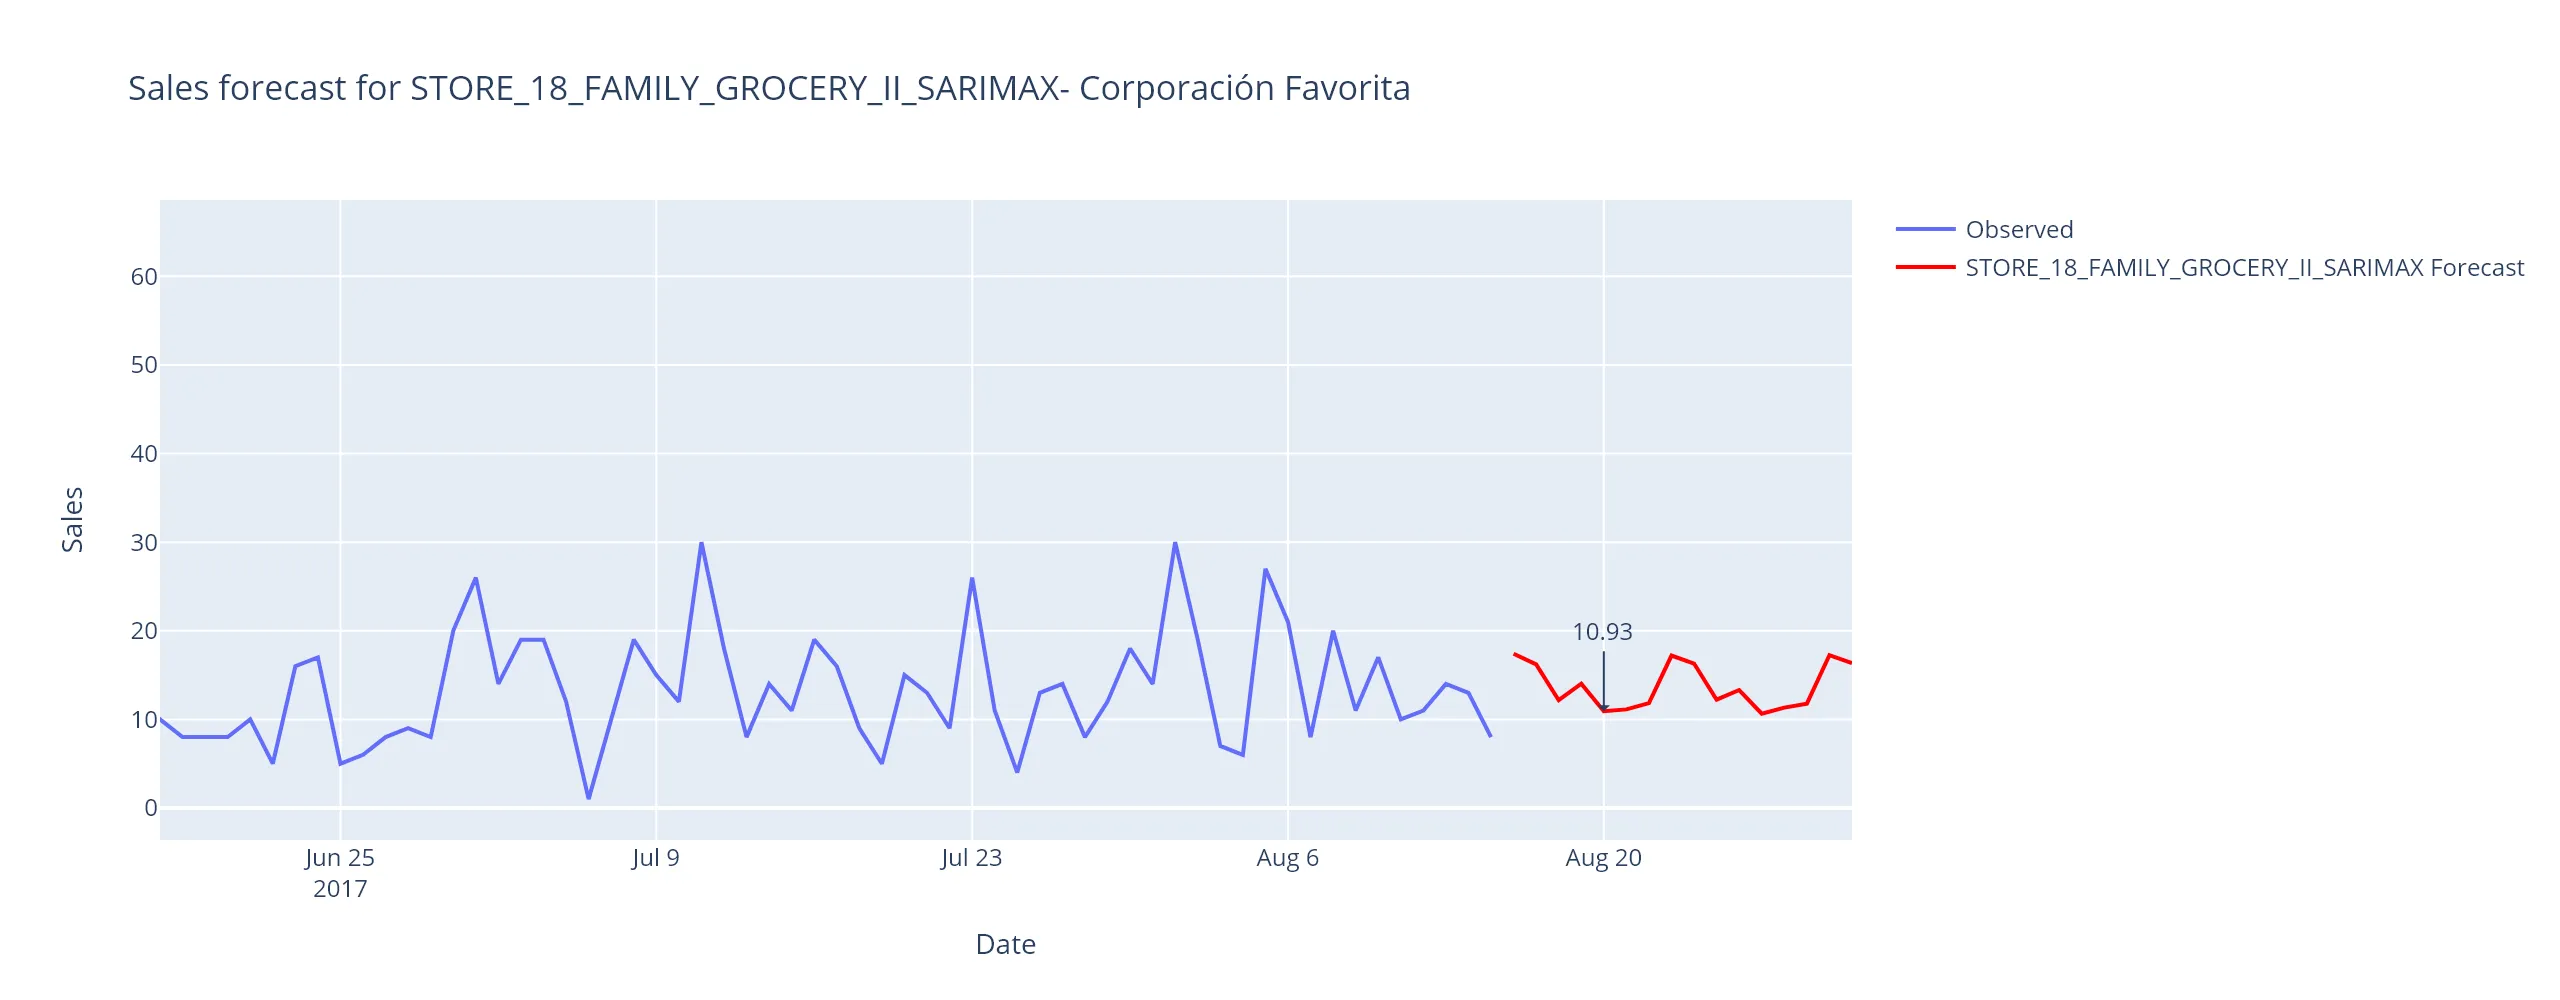 Sales forecast for STORE_18_FAMILY_GROCERY_II_SARIMAX- Corporación Favorita
Observed
STORE_18_FAMILY_GROCERY_II_SARIMAX Forecast
60
50
40
30
20
10
0
Sales
10.93
Jun 25
2017
Jul 9
Jul 23
Aug 6
Aug 20
Date